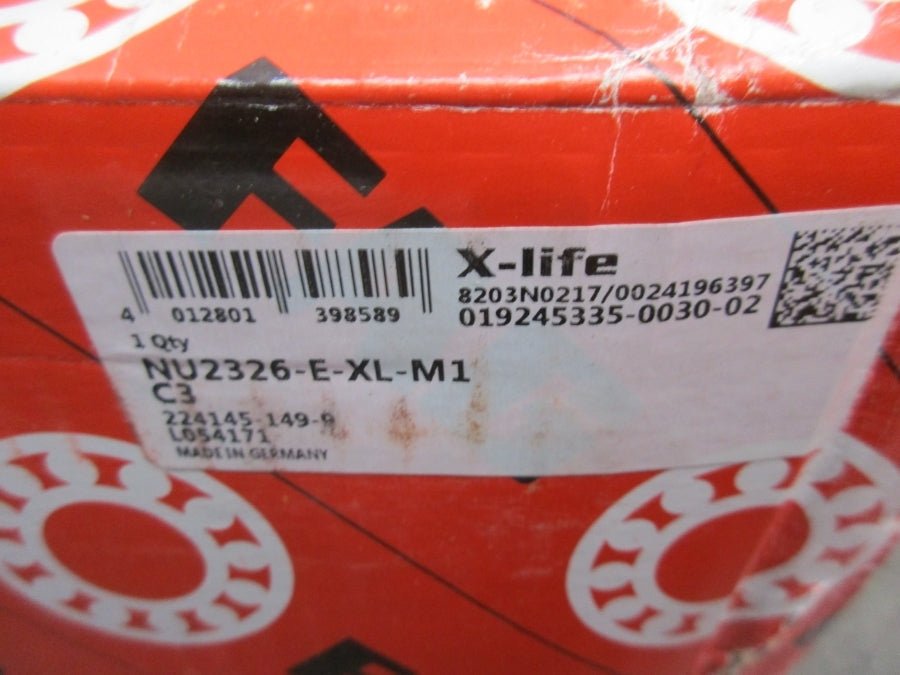 X-life
8203N0217/0024196397
019245335-0030-02
4 012801 398589
1 Qty
NU2326-E-XL-M1
C3
224145-149-9
L054171
MADE IN GERMANY